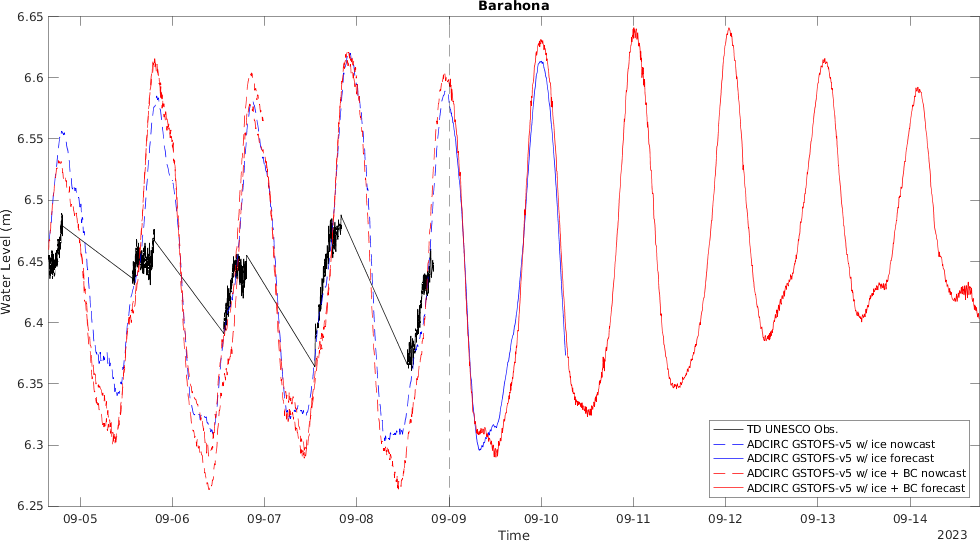 Barahona
6.65
6.6
6.55
6.5
6.45
6.4
6.35
6.3
6.25
Water Level (m)
09-05 09-06 09-07 09-08 09-09 09-10 09-11 09-12 09-13 09-14
Time
2023
TD UNESCO Obs.
ADCIRC GSTOFS-v5 w/ ice nowcast
ADCIRC GSTOFS-v5 w/ ice forecast
ADCIRC GSTOFS-v5 w/ ice + BC nowcast
ADCIRC GSTOFS-v5 w/ ice + BC forecast